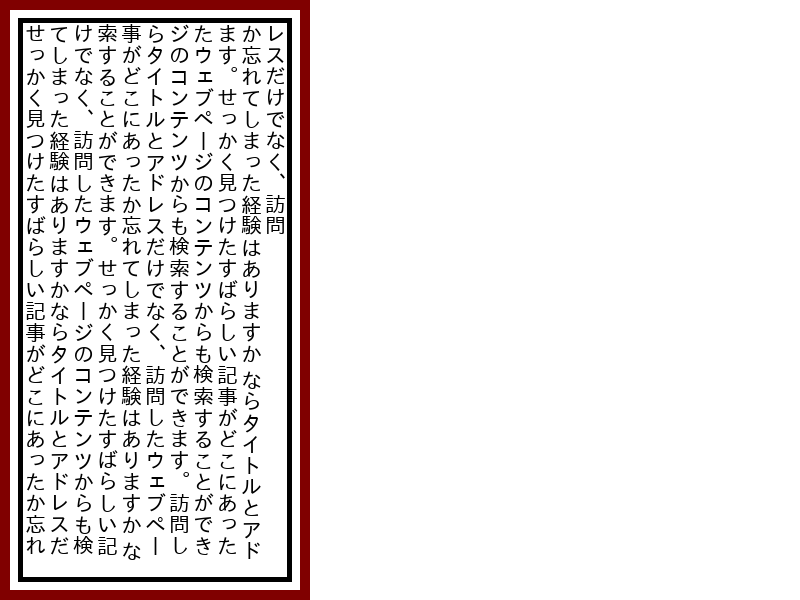 せっかく見つけたすばらしい記事がどこにあったか忘れ
てしまった経験はありますかならタイトルとアドレスだ
けでなく、訪問したウェブページのコンテンツからも検
索することができます。せっかく見つけたすばらしい記
事がどこにあったか忘れてしまった経験はありますか な
らタイトルとアドレスだけでなく、訪問したウェブペー
ジのコンテンツからも検索することができます。訪問し
たウェブページのコンテンツからも検索することができ
ます。せっかく見つけたすばらしい記事がどこにあった
か忘れてしまった経験はありますか ならタイトルとアド
レスだけでなく、訪問